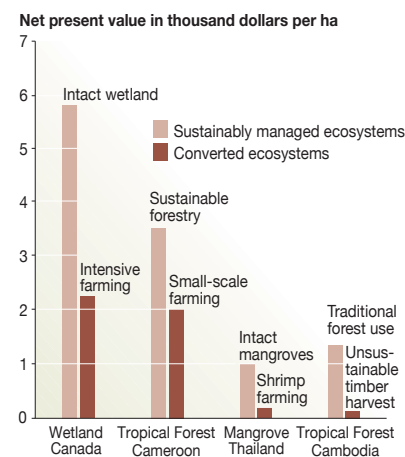 Net present value in thousand dollars per ha
7
6
5
4
3
2
1
0
Intact wetland
Sustainably managed ecosystems
Converted ecosystems
Intensive
farming
Sustainable
forestry
Small-scale
farming
Intact
mangroves
Shrimp
farming
Traditional
forest use
Unsus-
tainable
timber
harvest
Wetland
Canada
Tropical Forest
Cameroon
Mangrove
Thailand
Tropical Forest
Cambodia